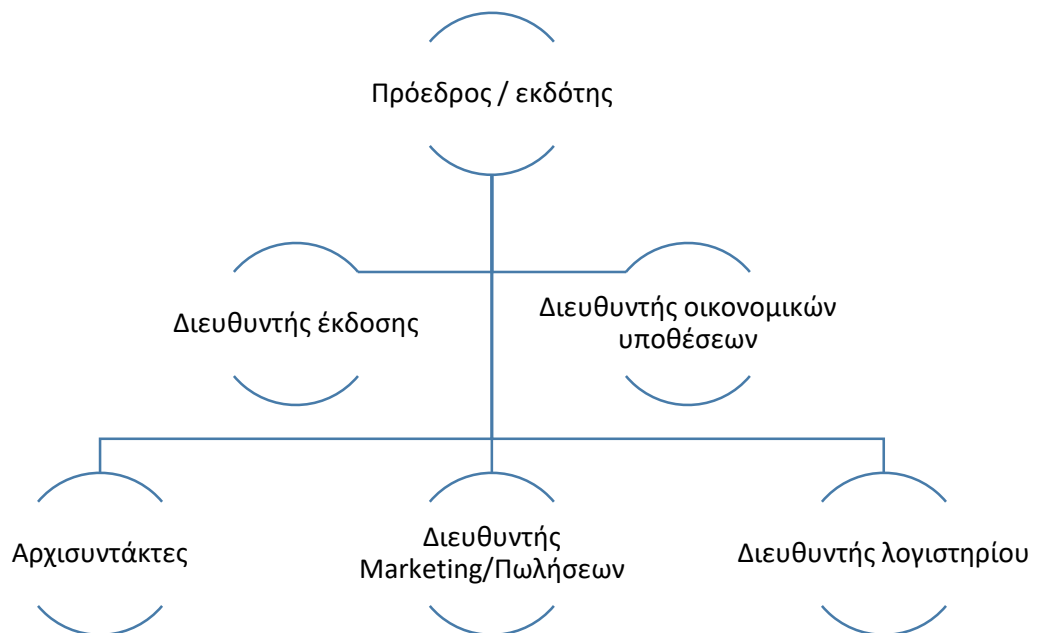 Πρόεδρος / εκδότης
Διευθυντής έκδοσης
Διευθυντής οικονομικών
υποθέσεων
Αρχισυντάκτες
Διευθυντής
Marketing/Πωλήσεων
Διευθυντής λογιστηρίου